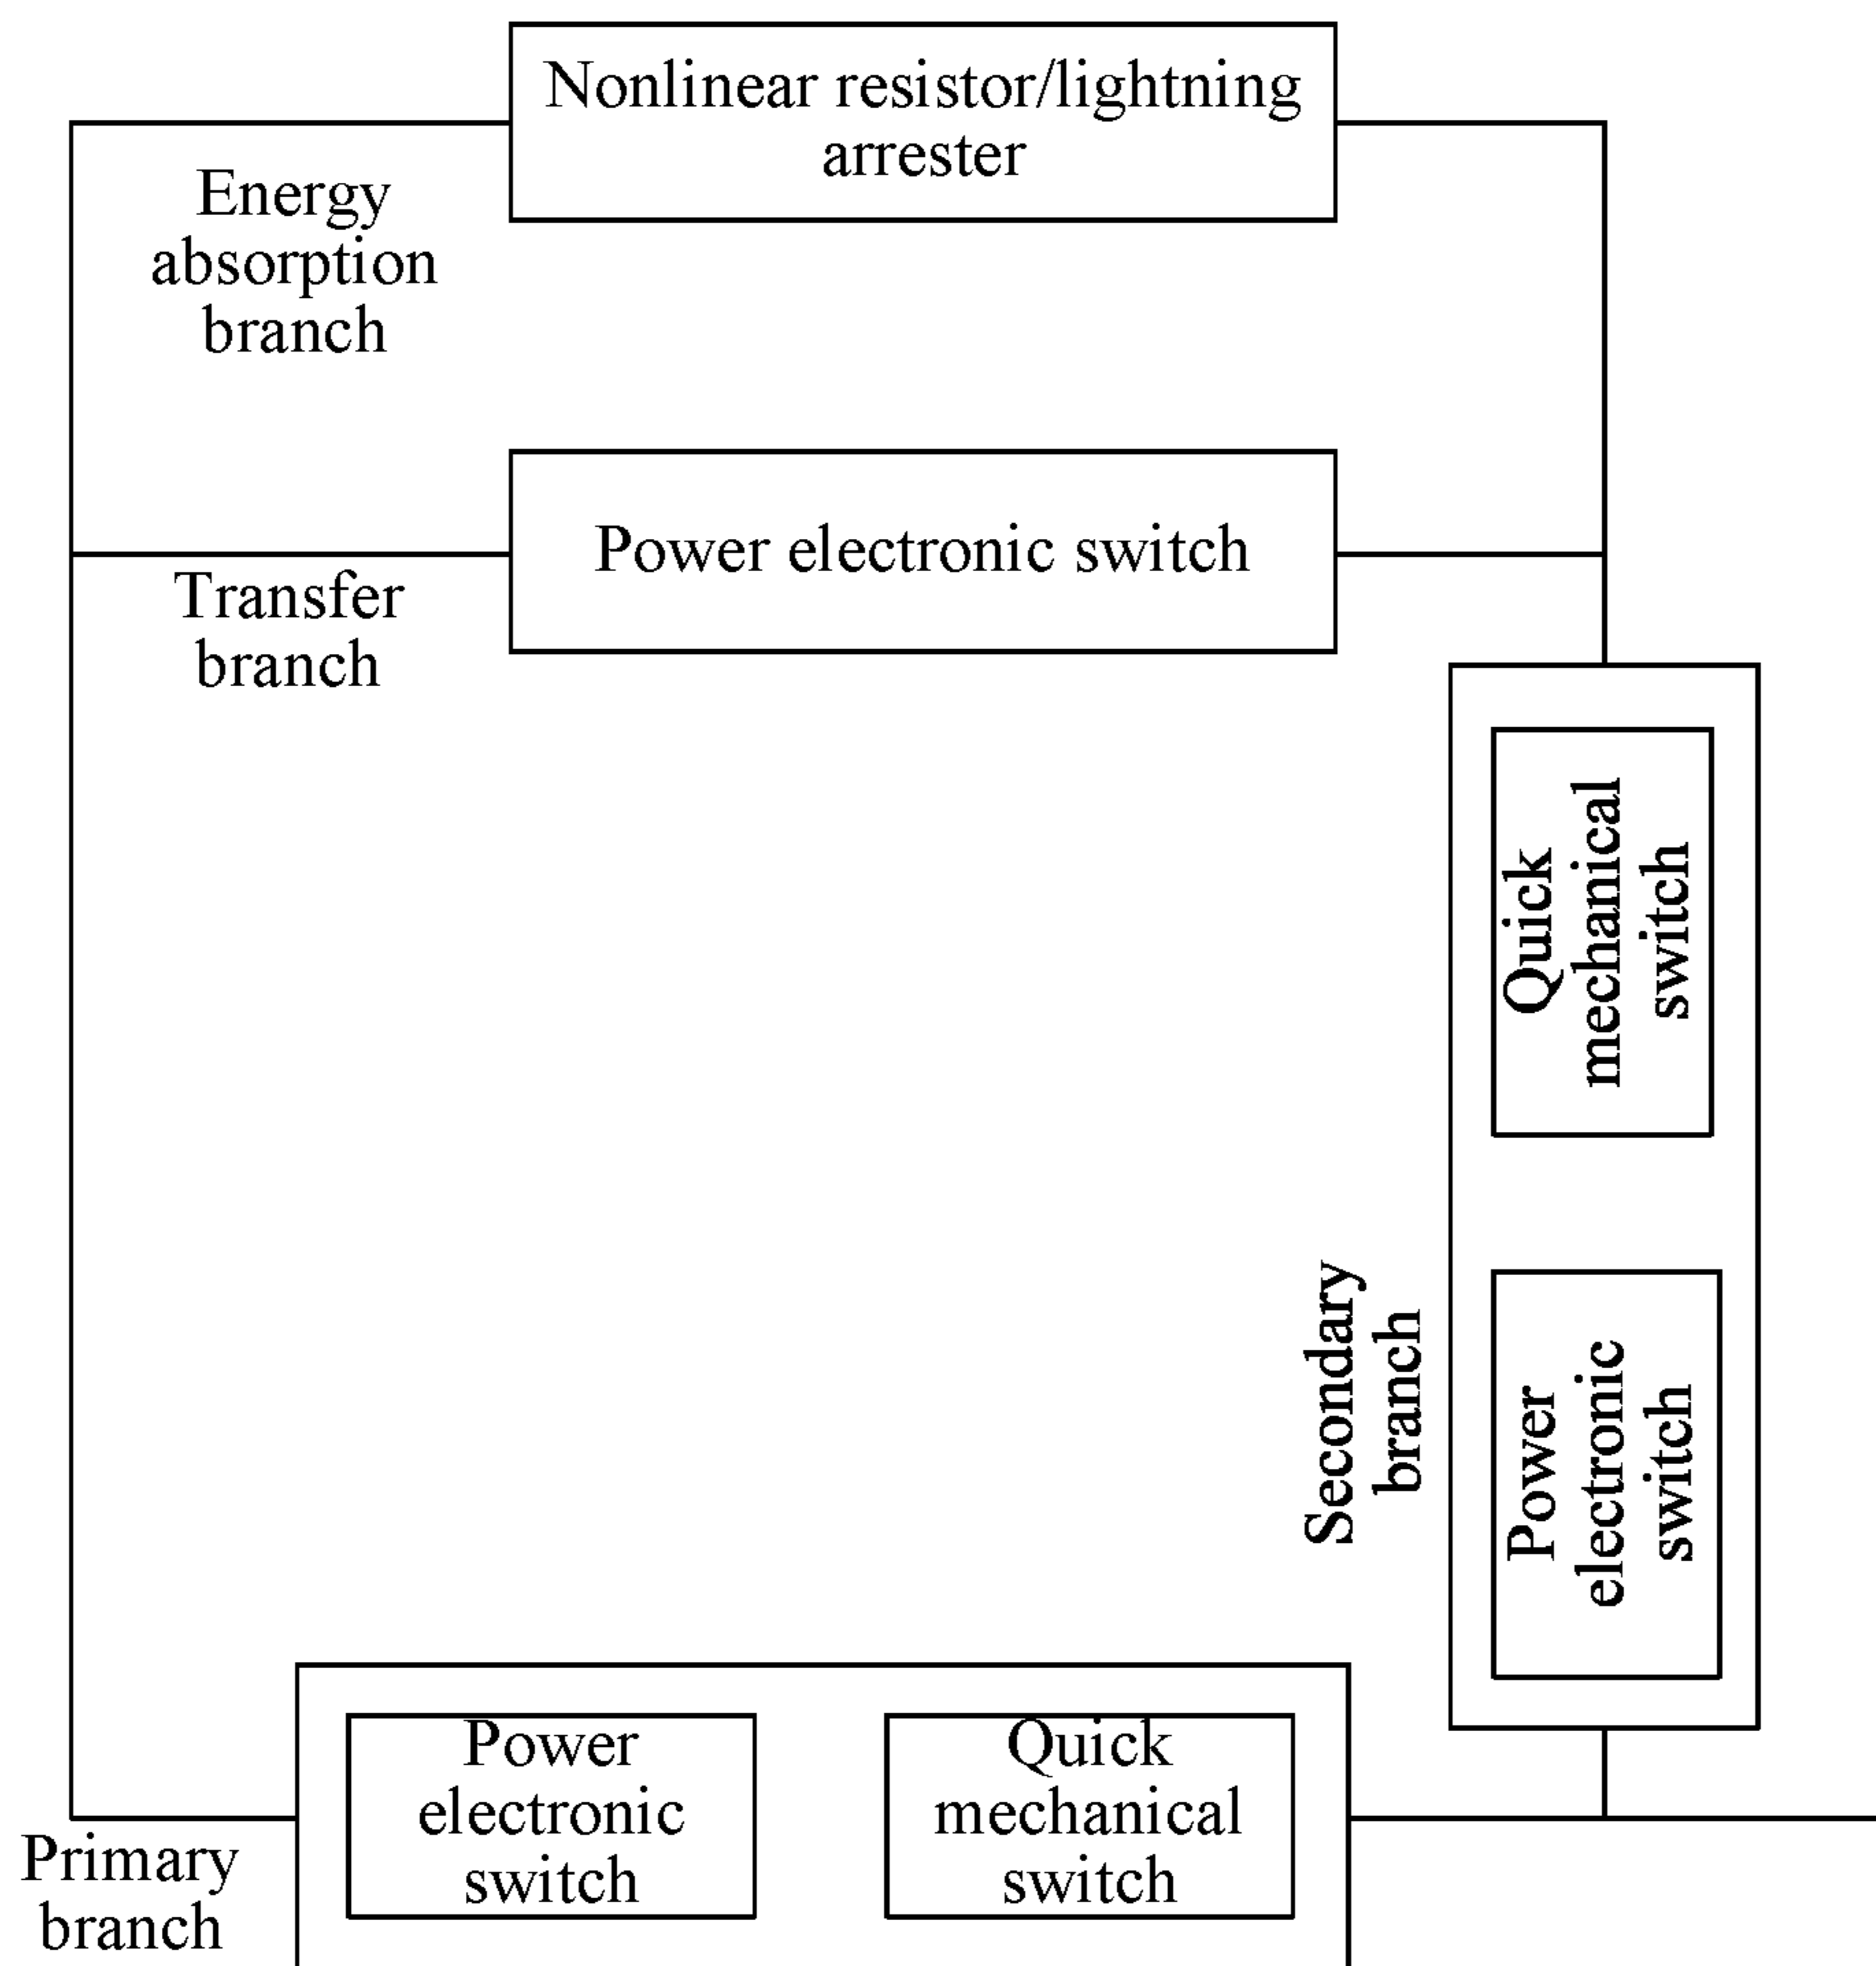 Nonlinear resistor/lightning
arrester
Energy
absorption
branch
Power electronic switch
Transfer
branch
Quick
mechanical
switch
Secondary
branch
Power
electronic
switch
Power
electronic
switch
Quick
mechanical
switch
Primary
branch